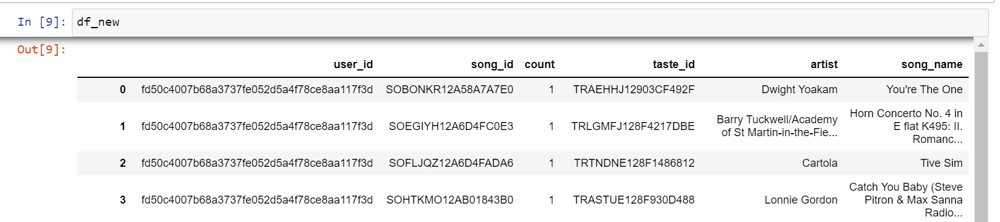 In [9]: df_new
Out[9]:
user_id song_id count taste_id artist song_name
0 fd50c4007b68a3737fe052d5a4f78ce8aa117f3d SOBONKR12A58A7A7E0 1 TRAEHHJ12903CF492F Dwight Yoakam You're The One
1 fd50c4007b68a3737fe052d5a4f78ce8aa117f3d SOEGIYH12A6D4FC0E3 1 TRLGMFJ128F4217DBE Barry Tuckwell/Academy
of St Martin-in-the-Fie... Horn Concerto No. 4 in
E flat K495: II.
Romanc...
2 fd50c4007b68a3737fe052d5a4f78ce8aa117f3d SOFLJQZ12A6D4FADA6 1 TRTNDNE128F1486812 Cartola Tive Sim
3 fd50c4007b68a3737fe052d5a4f78ce8aa117f3d SOHTKMO12AB01843B0 1 TRASTUE128F930D488 Lonnie Gordon Catch You Baby (Steve
Pitron & Max Sanna
Radio...